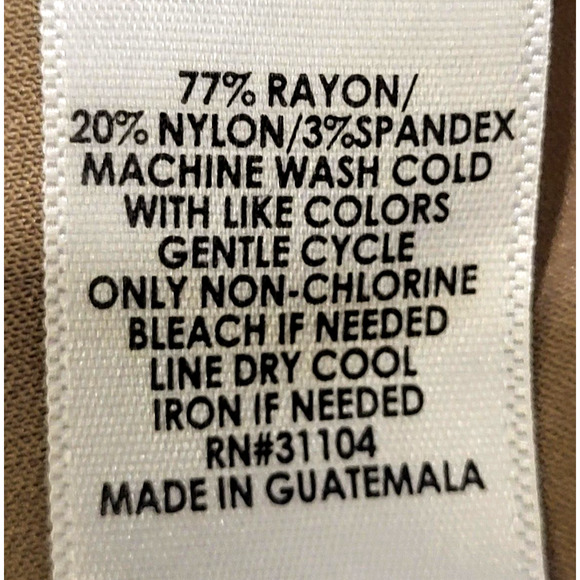 77% RAYON/
20% NYLON/3%SPANDEX
MACHINE WASH COLD
WITH LIKE COLORS
GENTLE CYCLE
ONLY NON-CHLORINE
BLEACH IF NEEDED
LINE DRY COOL
IRON IF NEEDED
RN#31104
MADE IN GUATEMALA